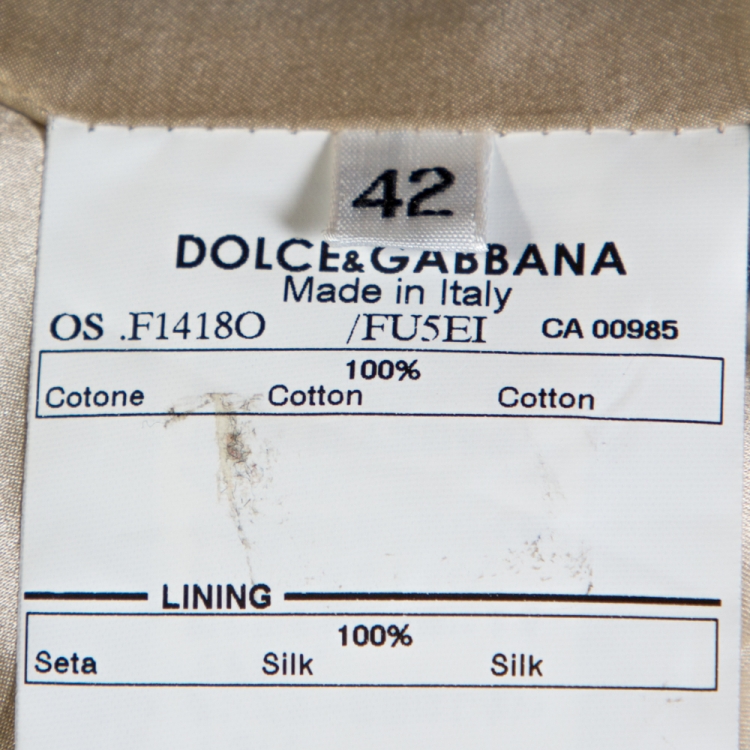 42
DOLCE&GABBANA
Made in Italy
OS .F1418O /FU5EI CA 00985
100%
Cotone Cotton Cotton
LINING
100%
Seta Silk Silk